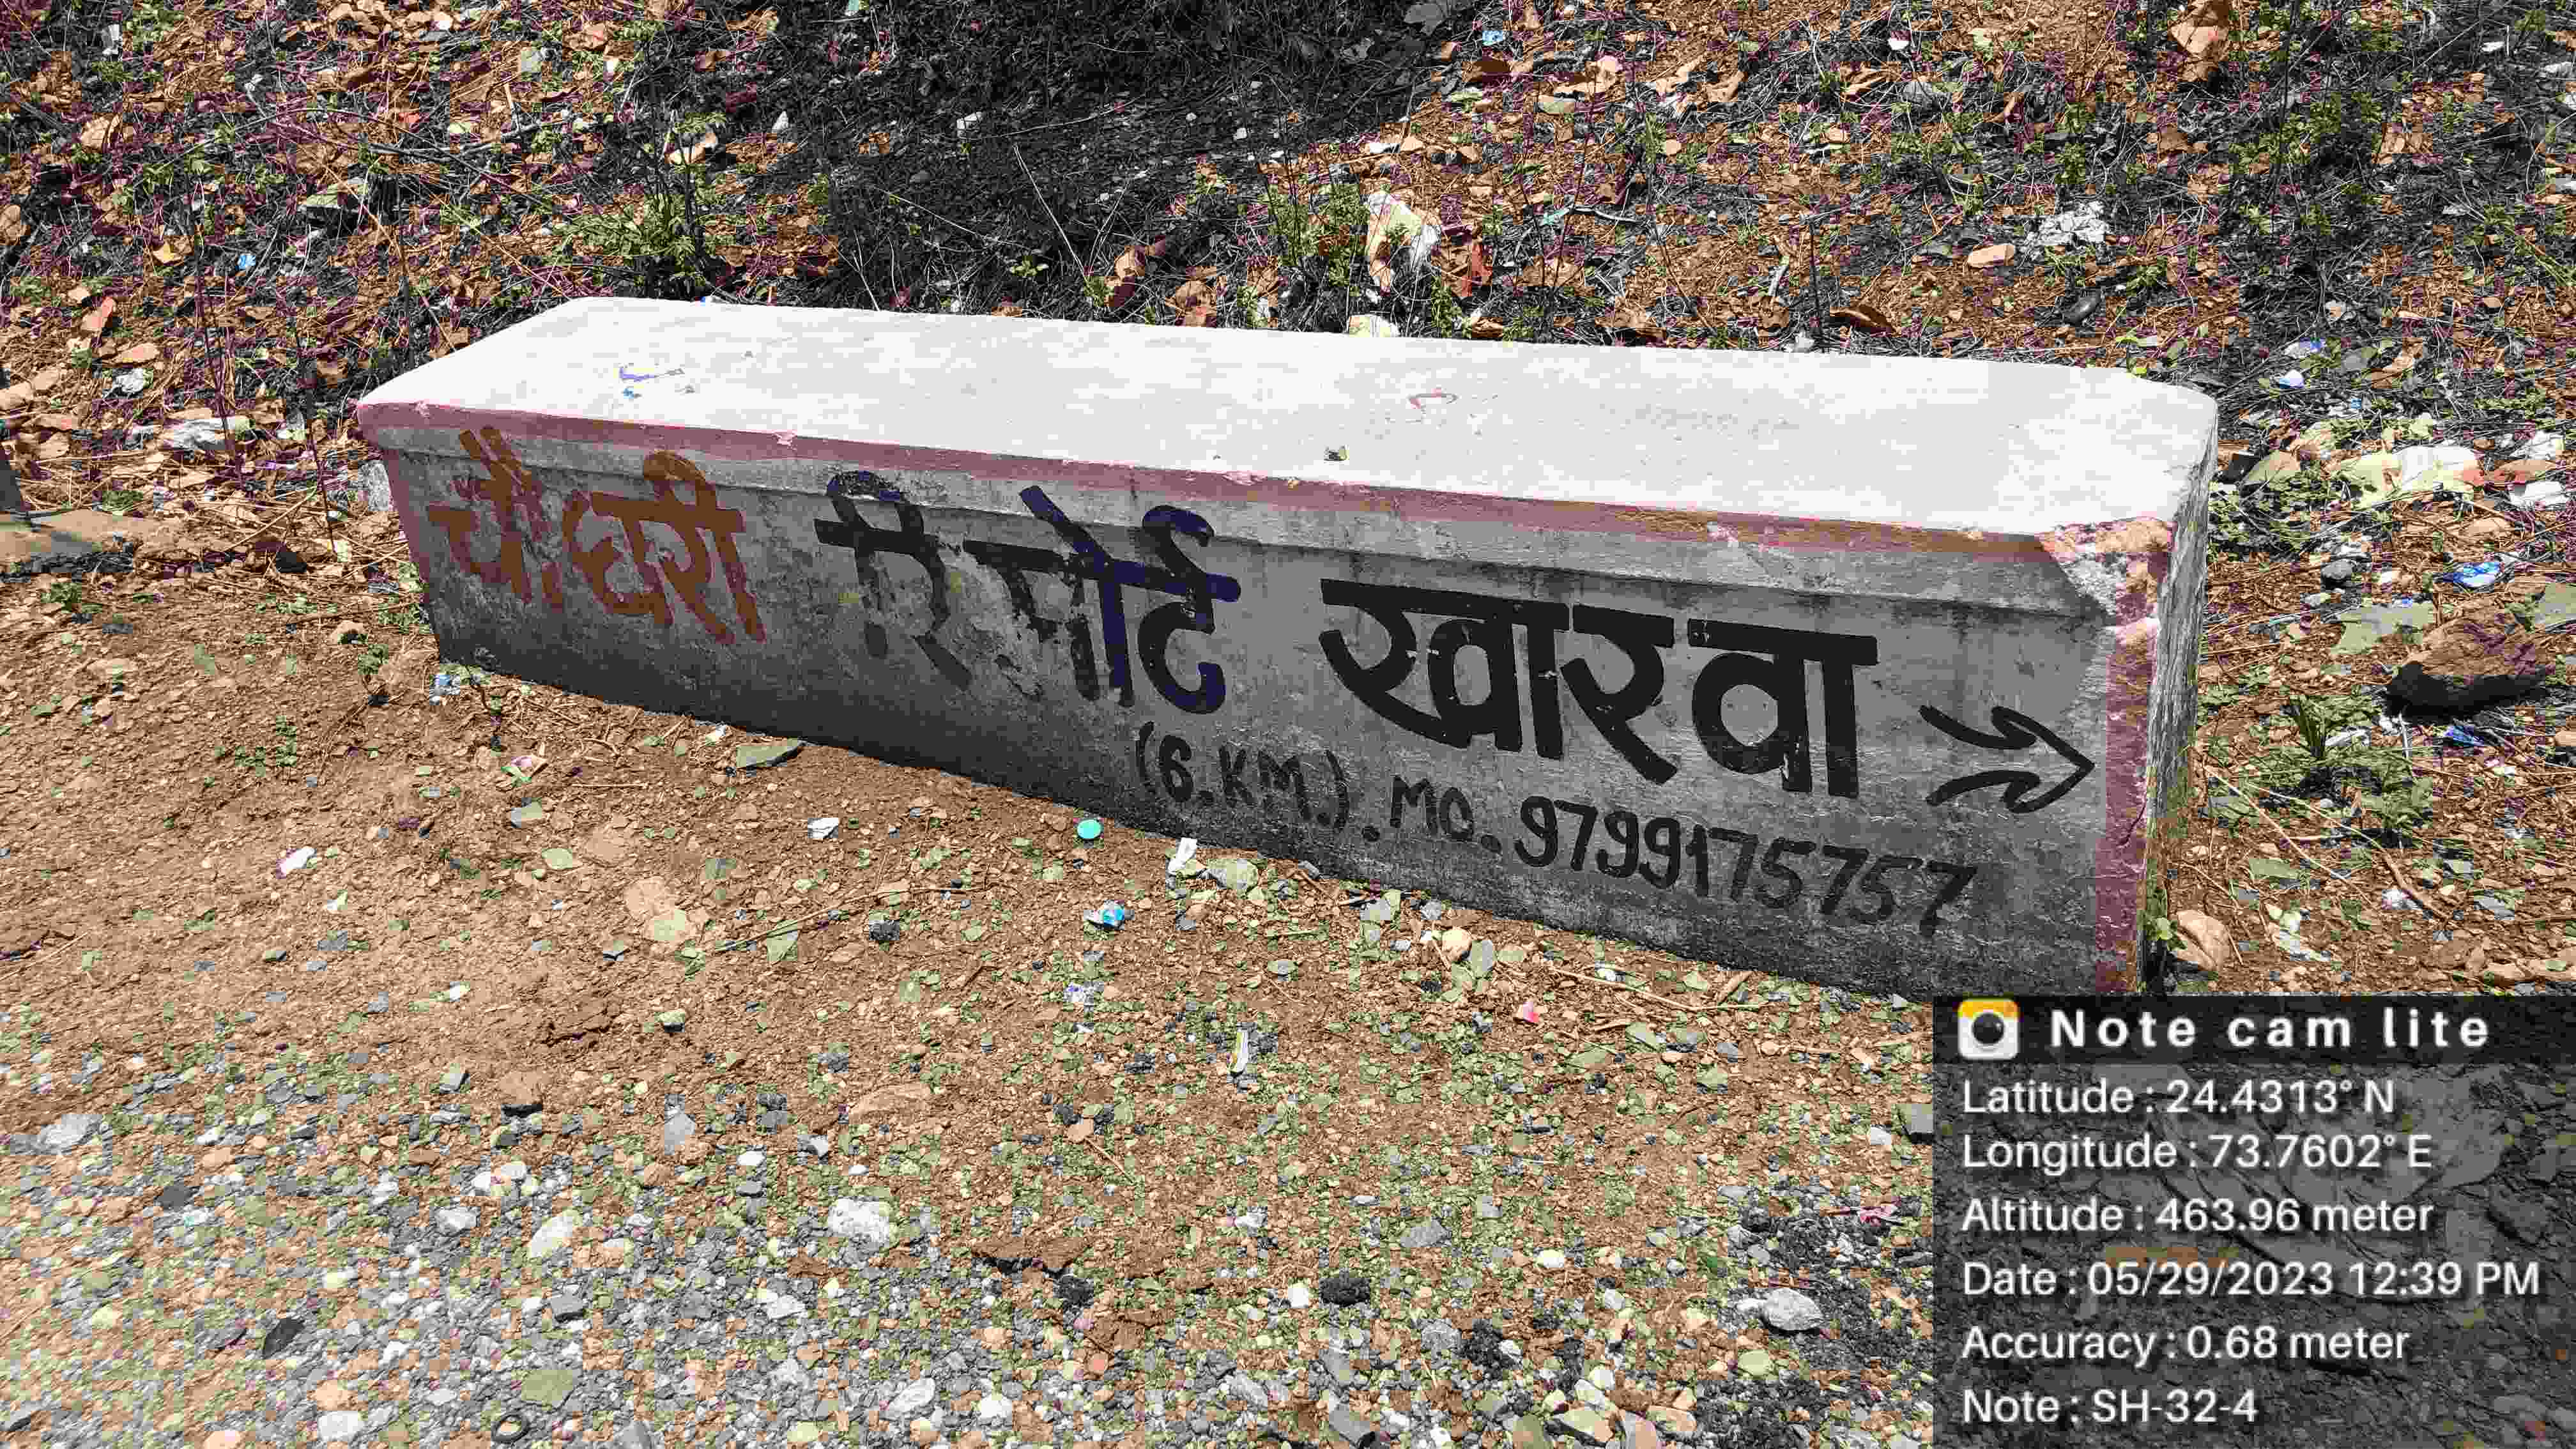 चौधरी रिसोर्ट खारवा
(6.KM.). MO. 9799175757
Note cam lite
Latitude : 24.4313° N
Longitude : 73.7602° E
Altitude : 463.96 meter
Date : 05/29/2023 12:39 PM
Accuracy : 0.68 meter
Note : SH-32-4